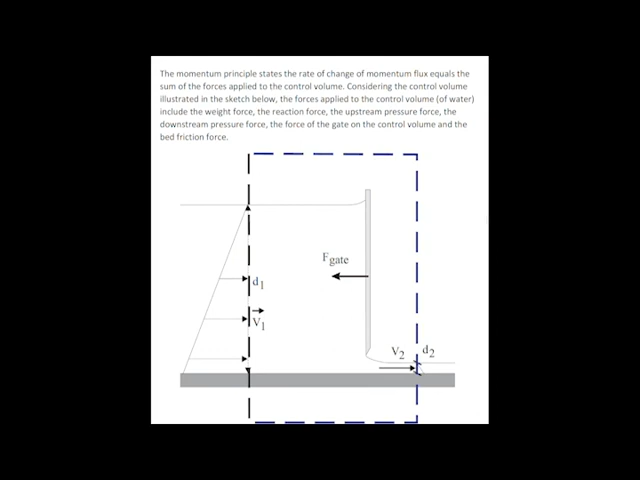 The momentum principle states the rate of change of momentum flux equals the
sum of the forces applied to the control volume. Considering the control volume
illustrated in the sketch below, the forces applied to the control volume (of water)
include the weight force, the reaction force, the upstream pressure force, the
downstream pressure force, the force of the gate on the control volume and the
bed friction force.
Fgate
d1
V1
V2 d2